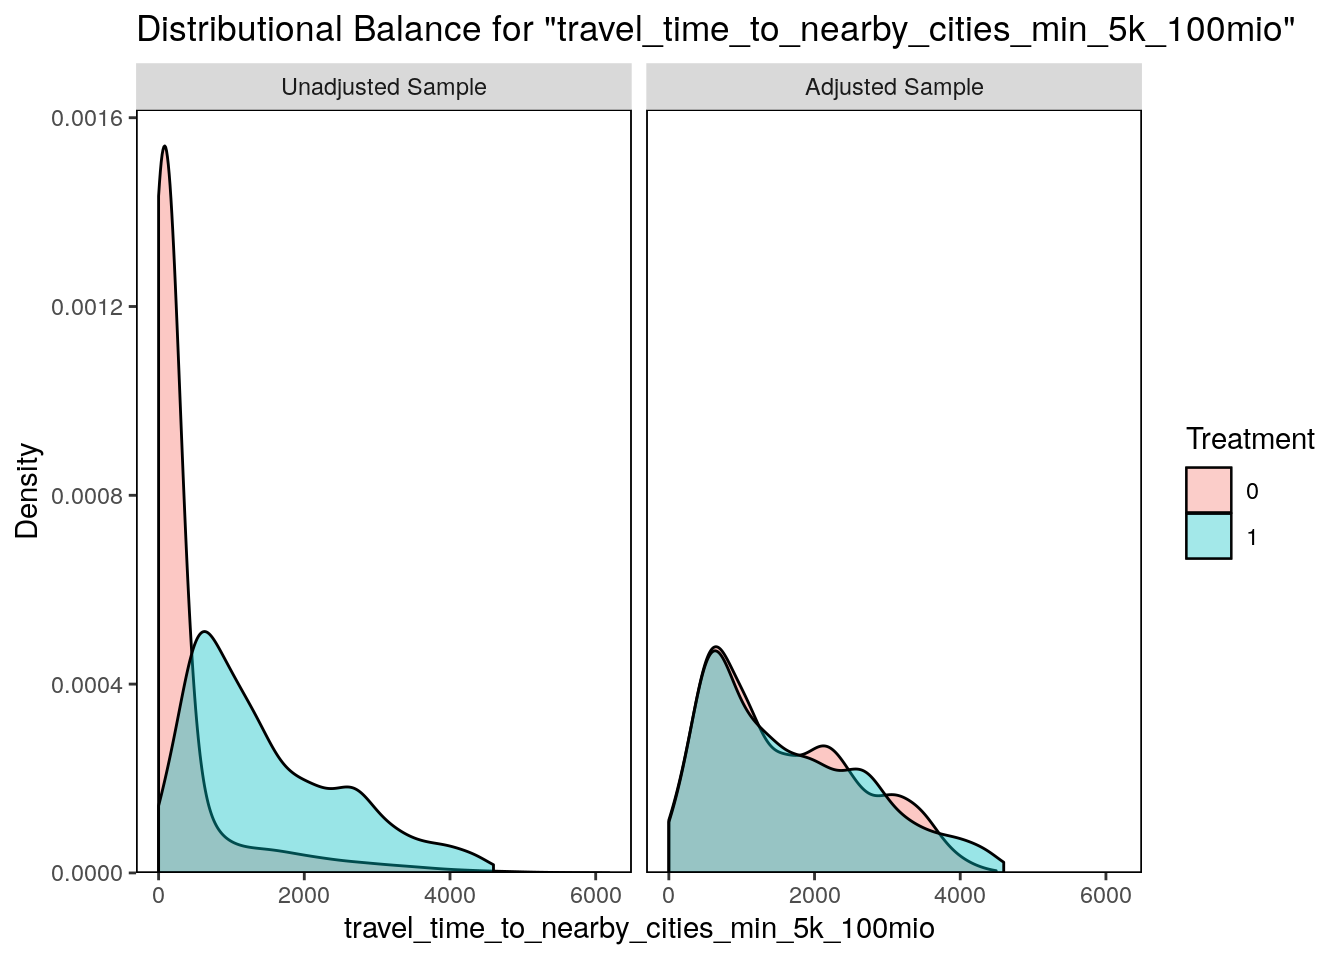 Distributional Balance for "travel_time_to_nearby_cities_min_5k_100mio"
Unadjusted Sample
Adjusted Sample
0.0016
0.0012
0.0008
0.0004
0.0000
Density
0 2000 4000 6000
0 2000 4000 6000
travel_time_to_nearby_cities_min_5k_100mio
Treatment
0
1